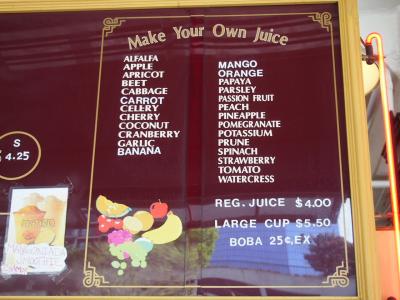 Make Your Own Juice
ALFALFA
APPLE
APRICOT
BEET
CABBAGE
CARROT
CELERY
CHERRY
COCONUT
CRANBERRY
GARLIC
BANANA
MANGO
ORANGE
PAPAYA
PARSLEY
PASSION FRUIT
PEACH
PINEAPPLE
POMEGRANATE
POTASSIUM
PRUNE
SPINACH
STRAWBERRY
TOMATO
WATERCRESS
REG. JUICE $4.00
LARGE CUP $5.50
BOBA 25¢,EX
S
4.25
SMOOTHIE